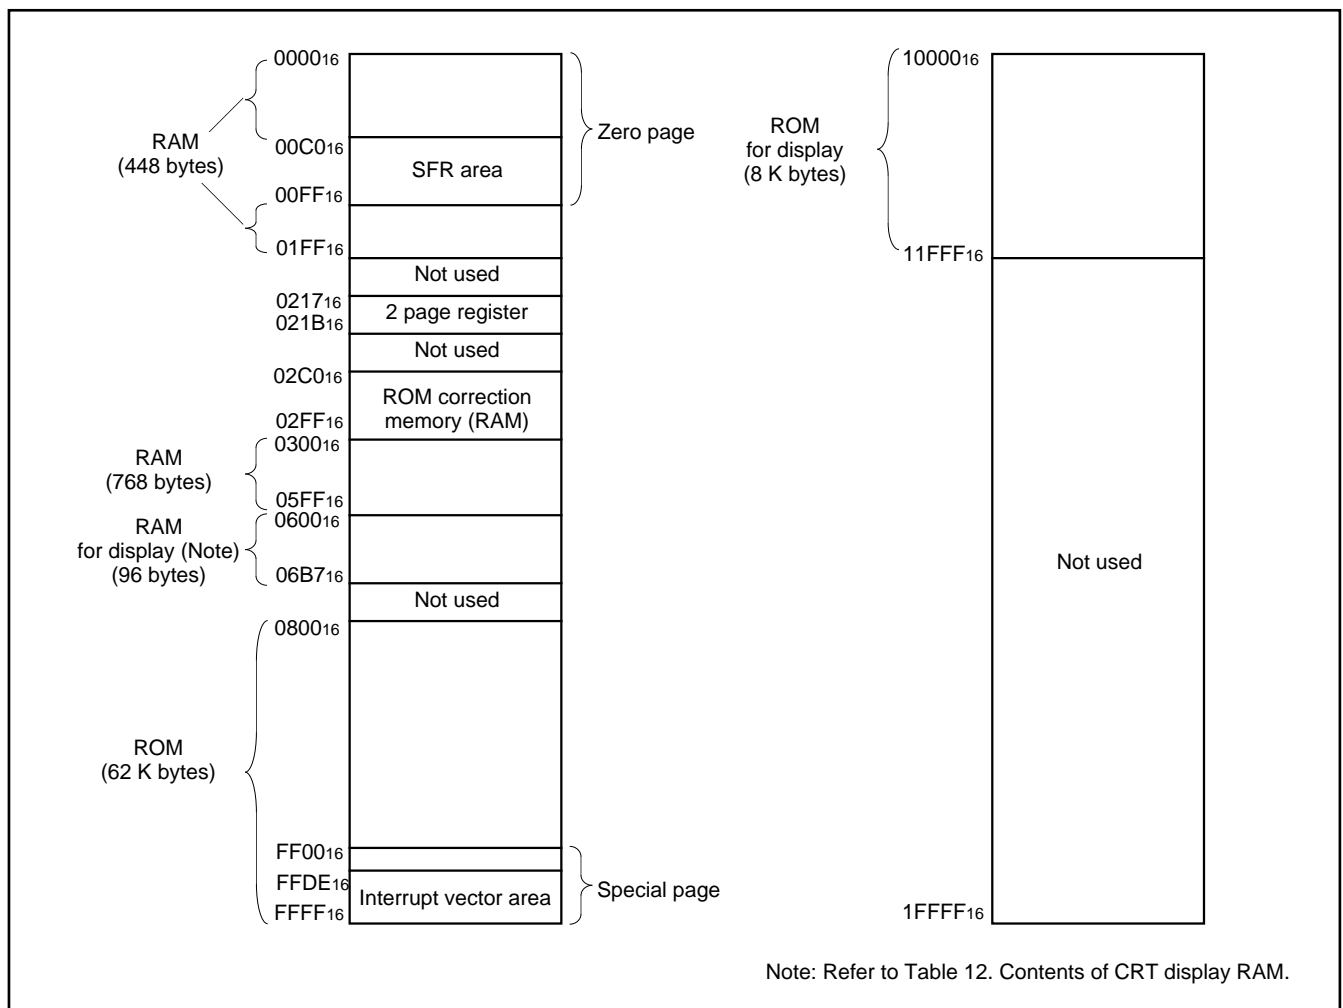 0000₁₆
RAM
(448 bytes)
00C0₁₆
SFR area
00FF₁₆
01FF₁₆
Zero page
Not used
0217₁₆
2 page register
021B₁₆
Not used
02C0₁₆
ROM correction
memory (RAM)
02FF₁₆
0300₁₆
RAM
(768 bytes)
05FF₁₆
0600₁₆
RAM
for display (Note)
(96 bytes)
06B7₁₆
Not used
0800₁₆
ROM
(62 K bytes)
FF00₁₆
FFDE₁₆
Interrupt vector area
FFFF₁₆
Special page
10000₁₆
ROM
for display
(8 K bytes)
11FFF₁₆
Not used
1FFFF₁₆
Note: Refer to Table 12. Contents of CRT display RAM.